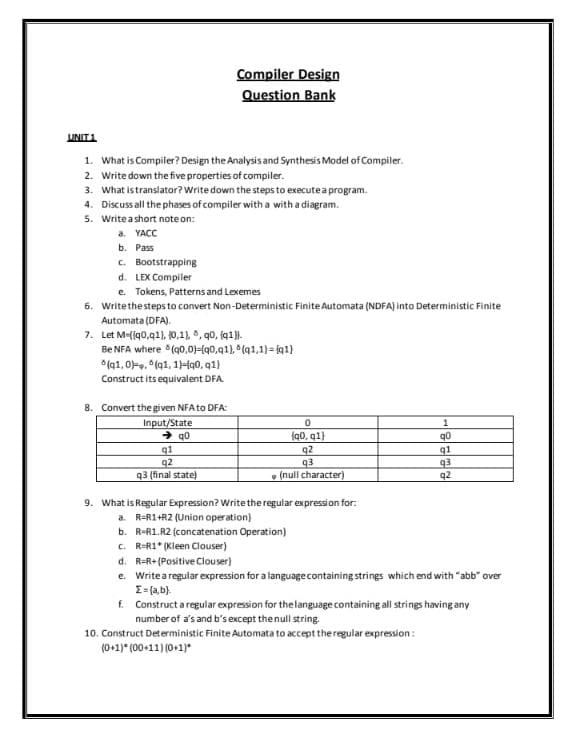 Compiler Design
Question Bank
UNIT 1
1. What is Compiler? Design the Analysis and Synthesis Model of Compiler.
2. Write down the five properties of compiler.
3. What is translator? Write down the steps to execute a program.
4. Discuss all the phases of compiler with a with a diagram.
5. Write a short note on:
a. YACC
b. Pass
c. Bootstrapping
d. LEX Compiler
e. Tokens, Patterns and Lexemes
6. Write the steps to convert Non-Deterministic Finite Automata (NDFA) into Deterministic Finite
Automata (DFA).
7. Let M=({q0,q1}, {0,1}, δ, q0, {q1}).
Be NFA where δ(q0,0)={q0,q1}, δ(q1,1) = {q1}
δ(q1, 0)=φ, δ(q1, 1)={q0, q1}
Construct its equivalent DFA.
8. Convert the given NFA to DFA:
Input/State 0 1
→ q0 {q0, q1} q0
q1 q2 q1
q2 q3 q3
q3 (final state) φ (null character) q2
9. What is Regular Expression? Write the regular expression for:
a. R=R1+R2 (Union operation)
b. R=R1.R2 (concatenation Operation)
c. R=R1* (Kleen Clouser)
d. R=R+ (Positive Clouser)
e. Write a regular expression for a language containing strings which end with "abb" over
Σ = {a,b}.
f. Construct a regular expression for the language containing all strings having any
number of a's and b's except the null string.
10. Construct Deterministic Finite Automata to accept the regular expression :
(0+1)* (00+11) (0+1)*